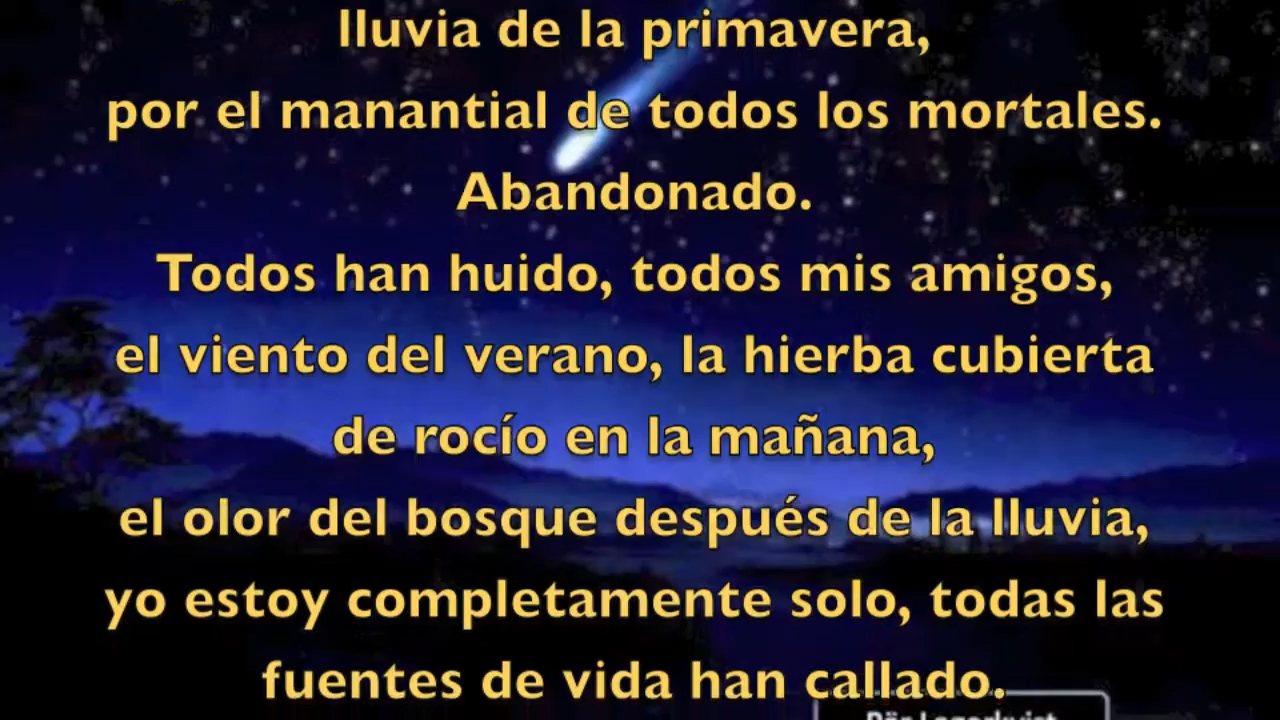 lluvia de la primavera,
por el manantial de todos los mortales.
Abandonado.
Todos han huido, todos mis amigos,
el viento del verano, la hierba cubierta
de rocío en la mañana,
el olor del bosque después de la lluvia,
yo estoy completamente solo, todas las
fuentes de vida han callado.
Pär Lagerkvist